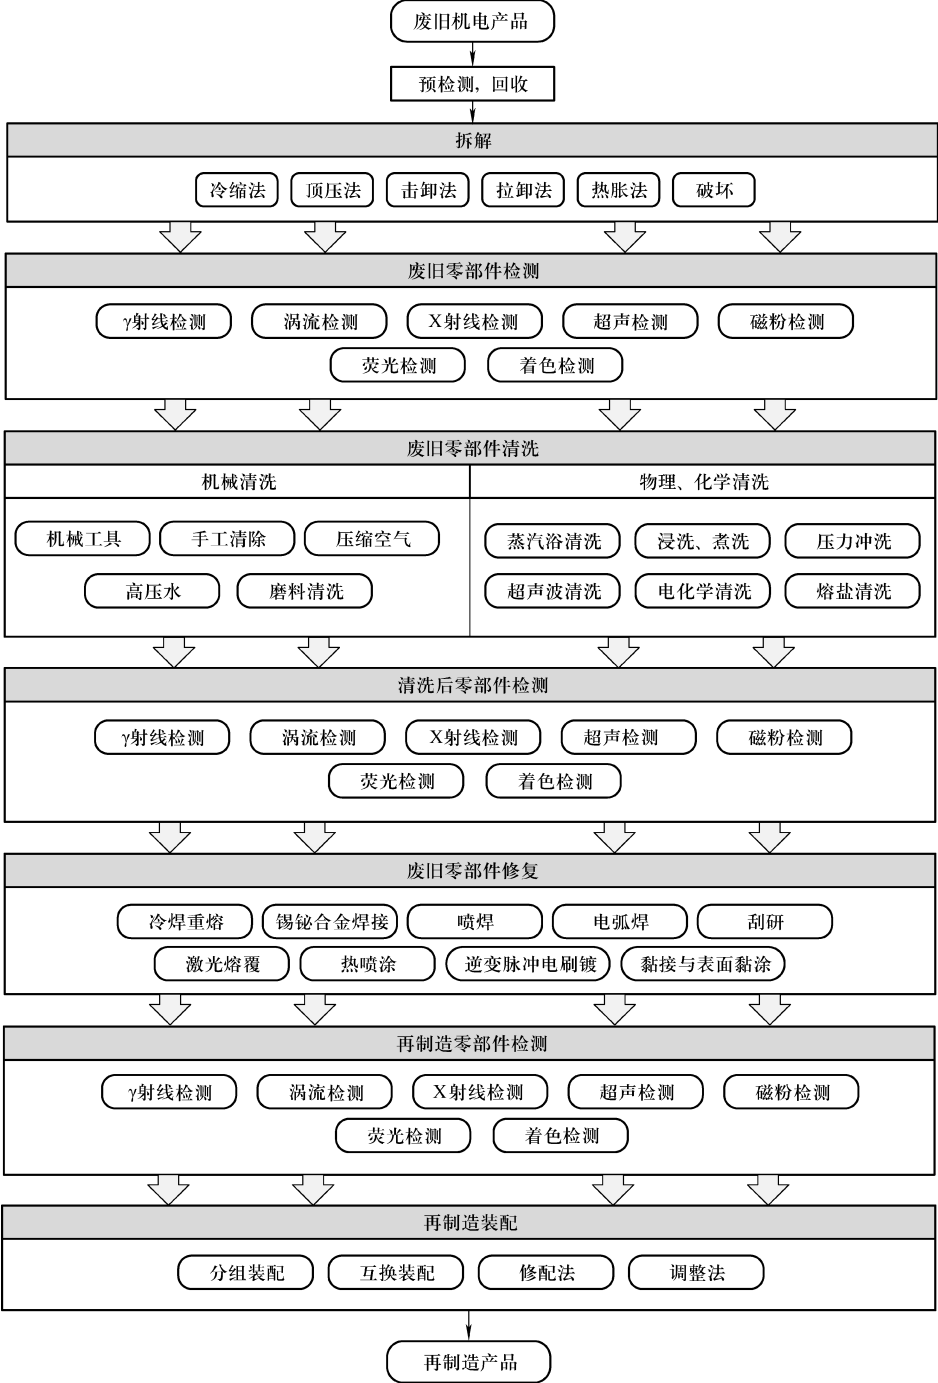 废旧机电产品
预检测，回收
拆解
冷缩法 顶压法 击卸法 拉卸法 热胀法 破坏
废旧零部件检测
γ射线检测 涡流检测 X射线检测 超声检测 磁粉检测
荧光检测 着色检测
废旧零部件清洗
机械清洗 物理、化学清洗
机械工具 手工清除 压缩空气 蒸汽浴清洗 浸洗、煮洗 压力冲洗
高压水 磨料清洗 超声波清洗 电化学清洗 熔盐清洗
清洗后零部件检测
γ射线检测 涡流检测 X射线检测 超声检测 磁粉检测
荧光检测 着色检测
废旧零部件修复
冷焊重熔 锡铋合金焊接 喷焊 电弧焊 刮研
激光熔覆 热喷涂 逆变脉冲电刷镀 黏接与表面黏涂
再制造零部件检测
γ射线检测 涡流检测 X射线检测 超声检测 磁粉检测
荧光检测 着色检测
再制造装配
分组装配 互换装配 修配法 调整法
再制造产品